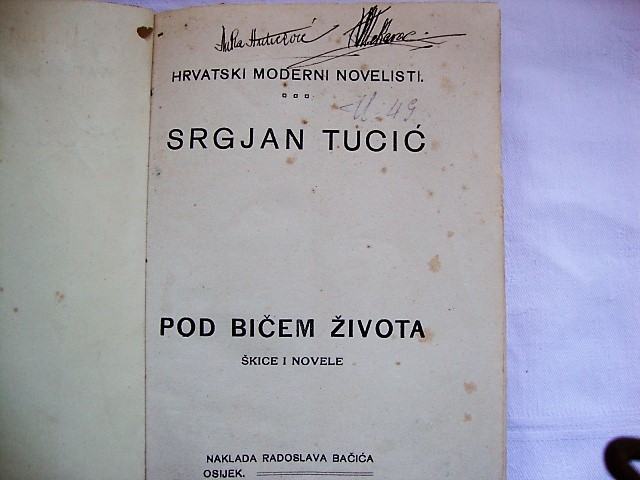 HRVATSKI MODERNI NOVELISTI.
SRGJAN TUCIĆ
POD BIČEM ŽIVOTA
ŠKICE I NOVELE
NAKLADA RADOSLAVA BAČIĆA
OSIJEK.